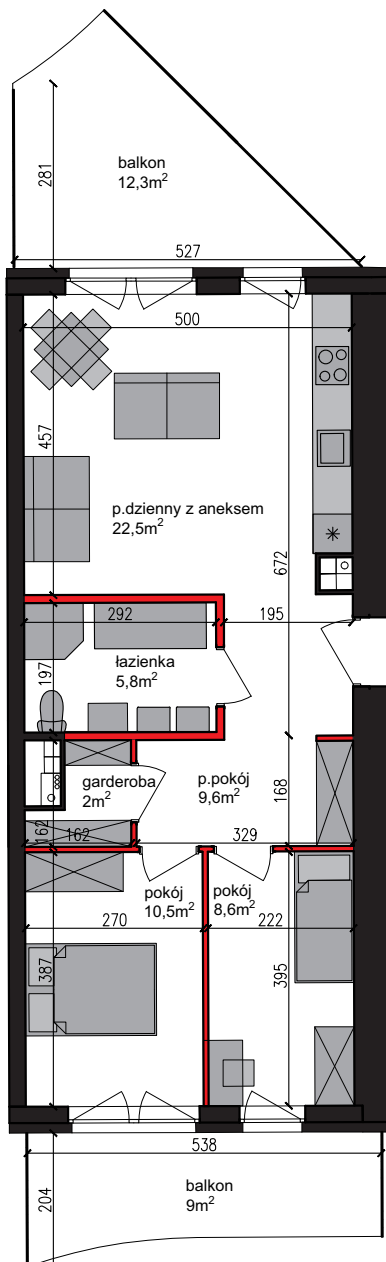 281
balkon
12,3m²
527
500
457
p.dzienny z aneksem
22,5m²
672
292
195
łazienka
5,8m²
197
garderoba
2m²
p.pokój
9,6m²
168
162
162
329
pokój
10,5m²
pokój
8,6m²
270
222
387
395
538
204
balkon
9m²